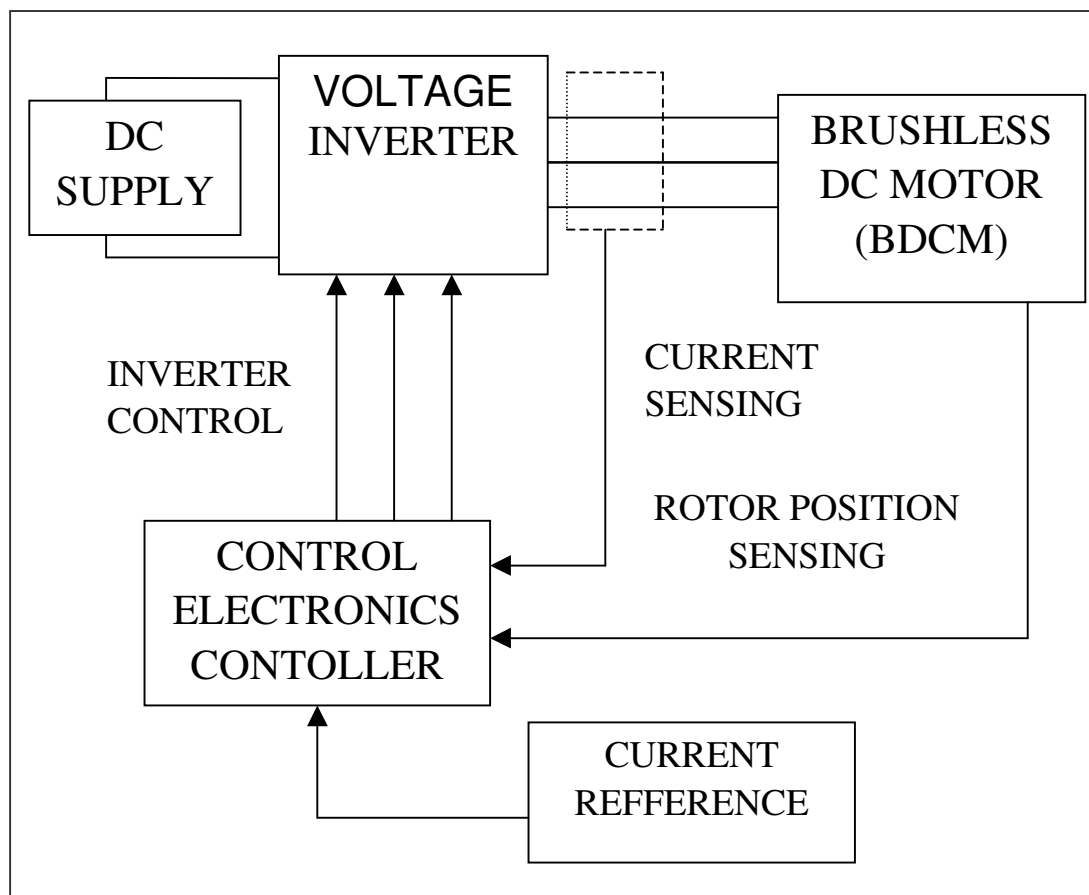 VOLTAGE
INVERTER
DC
SUPPLY
BRUSHLESS
DC MOTOR
(BDCM)
INVERTER
CONTROL
CURRENT
SENSING
ROTOR POSITION
SENSING
CONTROL
ELECTRONICS
CONTOLLER
CURRENT
REFFERENCE